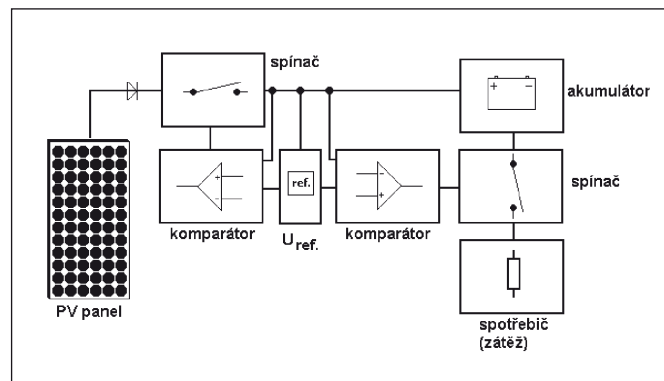 spínač
akumulátor
+ −
+
−
ref.
−
+
komparátor
U ref.
komparátor
spínač
PV panel
spotřebič
(zátěž)